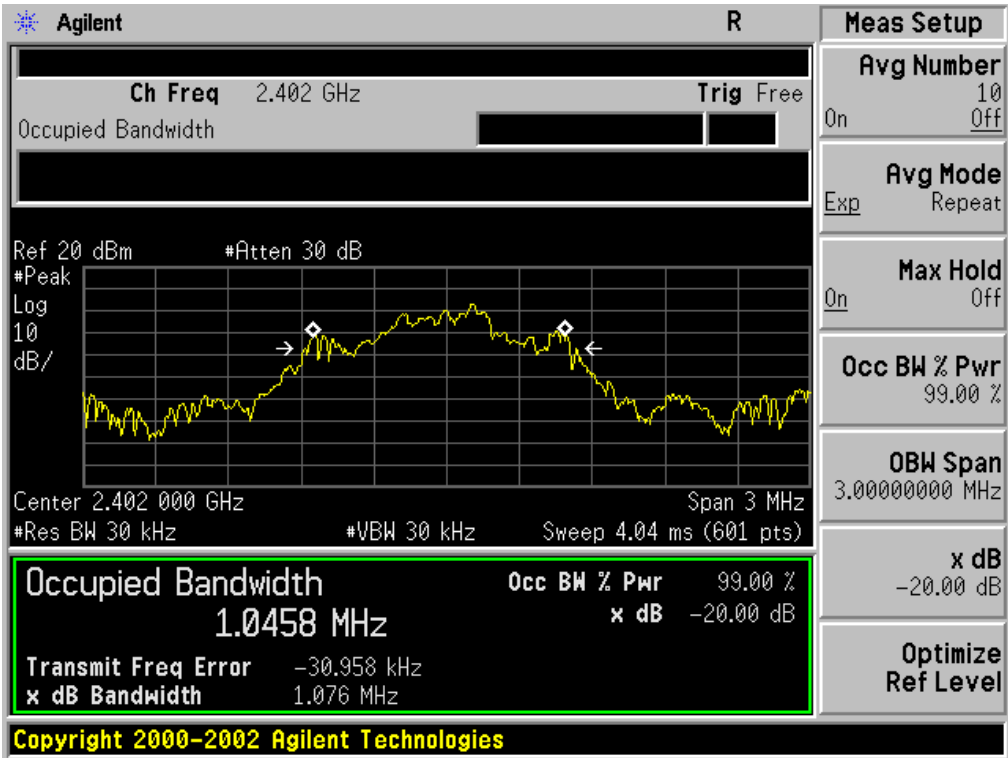 Agilent R Meas Setup
Ch Freq 2.402 GHz Trig Free
Occupied Bandwidth
Ref 20 dBm #Atten 30 dB
#Peak
Log
10
dB/
Center 2.402 000 GHz Span 3 MHz
#Res BW 30 kHz #VBW 30 kHz Sweep 4.04 ms (601 pts)
Occupied Bandwidth Occ BW % Pwr 99.00 %
1.0458 MHz x dB -20.00 dB
Transmit Freq Error -30.958 kHz
x dB Bandwidth 1.076 MHz
Avg Number
10
On Off
Avg Mode
Exp Repeat
Max Hold
On Off
Occ BW % Pwr
99.00 %
OBW Span
3.00000000 MHz
x dB
-20.00 dB
Optimize
Ref Level
Copyright 2000-2002 Agilent Technologies